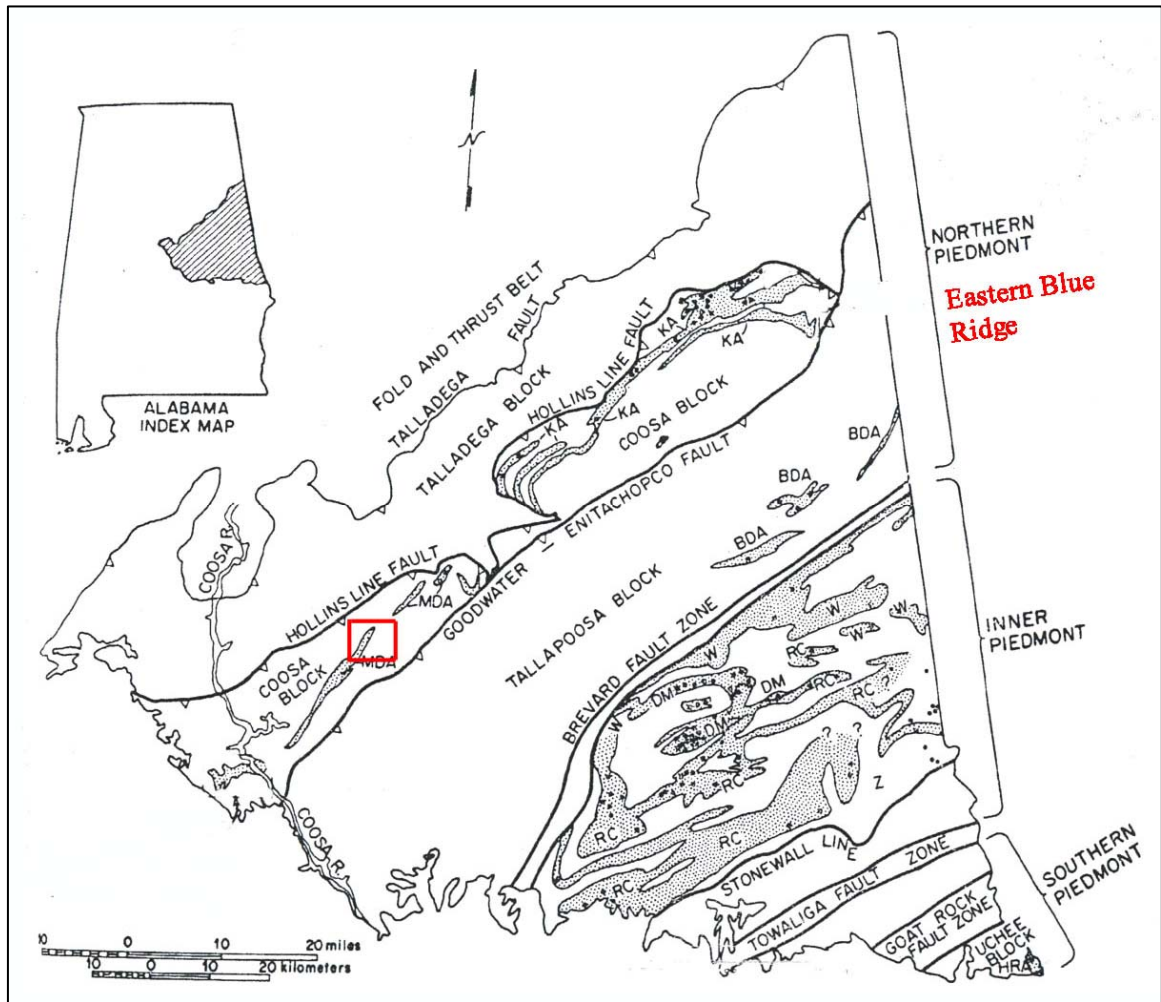 N
ALABAMA
INDEX MAP
NORTHERN
PIEDMONT
Eastern Blue
Ridge
FOLD AND THRUST BELT
TALLADEGA FAULT
TALLADEGA BLOCK
HOLLINS LINE FAULT
KA
KA
KA
KA
COOSA BLOCK
GOODWATER - ENITACHOPCO FAULT
BDA
BDA
BDA
COOSA R.
HOLLINS LINE FAULT
MDA
MDA
COOSA
BLOCK
TALLAPOOSA BLOCK
BREVARD FAULT ZONE
INNER
PIEDMONT
W
W
W
W
W
RC
DM
DM
DM
RC
RC ?
? ?
RC
Z
RC
RC
RC
COOSA R.
STONEWALL LINE
TOWALIGA FAULT ZONE
GOAT ROCK
FAULT ZONE
UCHEE
BLOCK
HRA
SOUTHERN
PIEDMONT
10 0 10 20 miles
10 0 10 20 kilometers